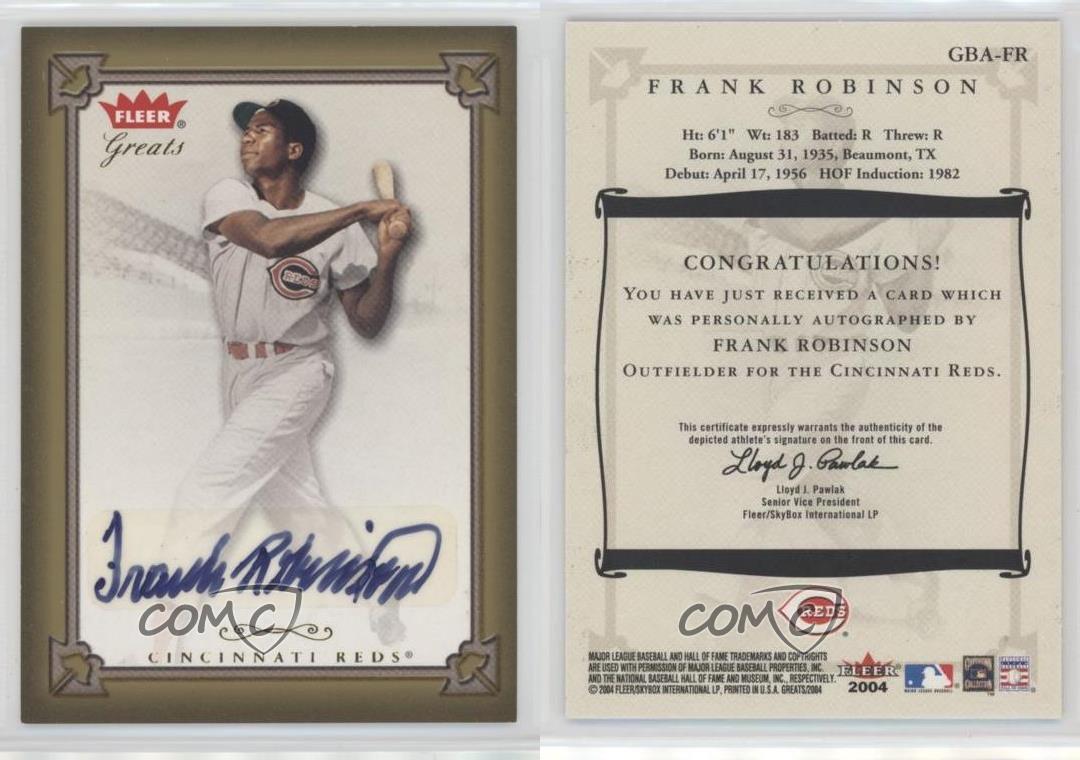 FLEER®
Greats
REDS
Frank Robinson
COMC
CINCINNATI REDS®
GBA-FR
FRANK ROBINSON
Ht: 6'1" Wt: 183 Batted: R Threw: R
Born: August 31, 1935, Beaumont, TX
Debut: April 17, 1956 HOF Induction: 1982
CONGRATULATIONS!
YOU HAVE JUST RECEIVED A CARD WHICH
WAS PERSONALLY AUTOGRAPHED BY
FRANK ROBINSON
OUTFIELDER FOR THE CINCINNATI REDS.
This certificate expressly warrants the authenticity of the
depicted athlete's signature on the front of this card.
Lloyd J. Pawlak
Lloyd J. Pawlak
Senior Vice President
Fleer/SkyBox International LP
COMC
REDS®
MAJOR LEAGUE BASEBALL AND HALL OF FAME TRADEMARKS AND COPYRIGHTS
ARE USED WITH PERMISSION OF MAJOR LEAGUE BASEBALL PROPERTIES, INC.
AND THE NATIONAL BASEBALL HALL OF FAME AND MUSEUM, INC., RESPECTIVELY.
© 2004 FLEER/SKYBOX INTERNATIONAL LP, PRINTED IN U.S.A. GREATS/2004
FLEER
2004